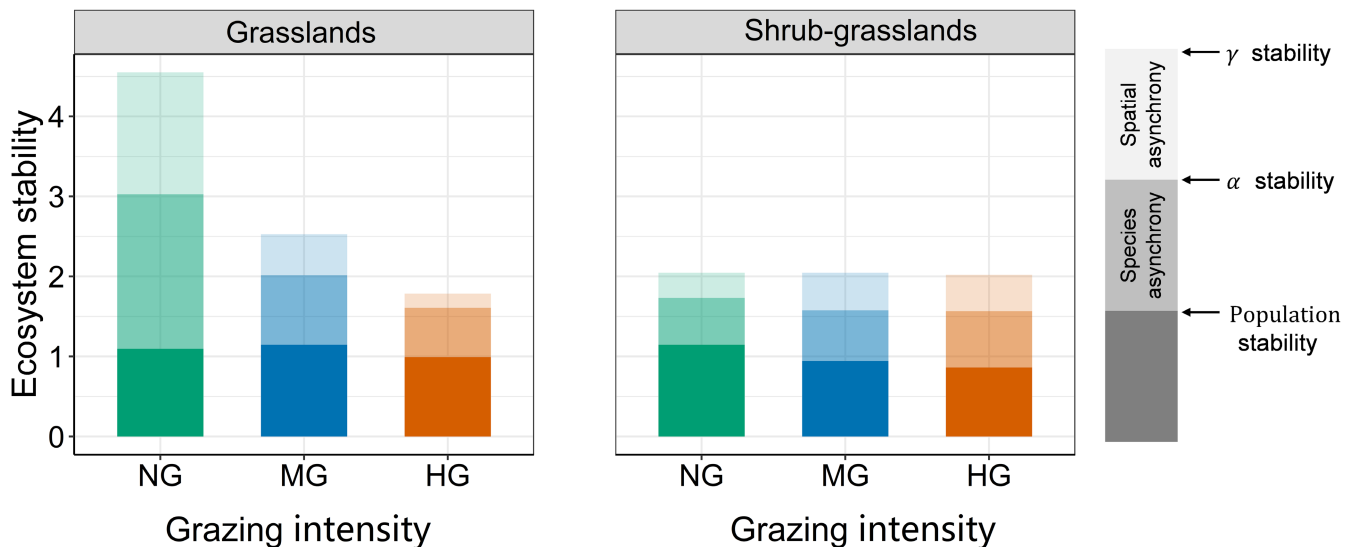 Grasslands
Shrub-grasslands
Ecosystem stability
4
3
2
1
0
NG MG HG
NG MG HG
Grazing intensity
Grazing intensity
γ stability
Spatial
asynchrony
α stability
Species
asynchrony
Population
stability